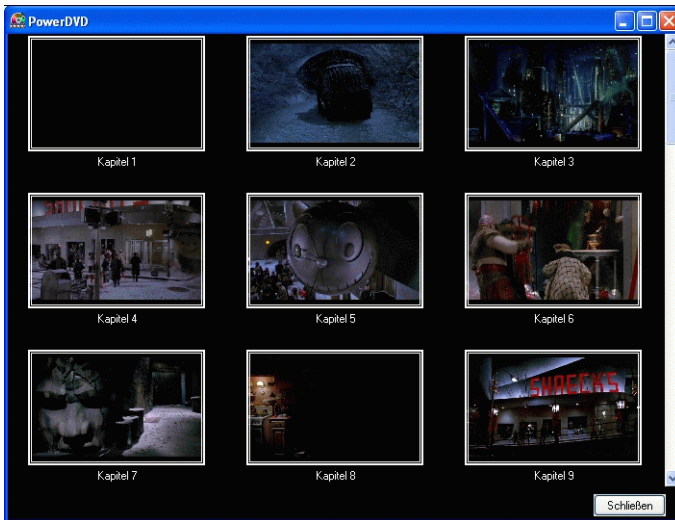 PowerDVD
Kapitel 1
Kapitel 2
Kapitel 3
Kapitel 4
Kapitel 5
Kapitel 6
Kapitel 7
Kapitel 8
SHRECK'S
Kapitel 9
Schließen